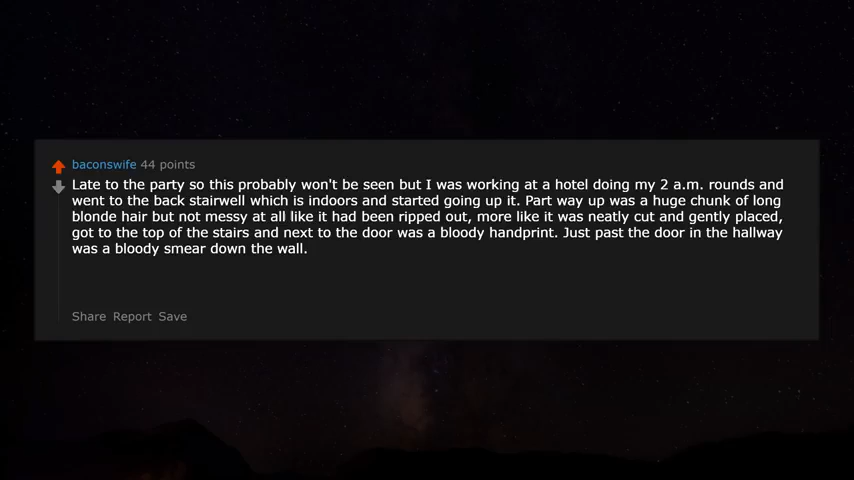 baconswife 44 points
Late to the party so this probably won't be seen but I was working at a hotel doing my 2 a.m. rounds and
went to the back stairwell which is indoors and started going up it. Part way up was a huge chunk of long
blonde hair but not messy at all like it had been ripped out, more like it was neatly cut and gently placed,
got to the top of the stairs and next to the door was a bloody handprint. Just past the door in the hallway
was a bloody smear down the wall.
Share Report Save